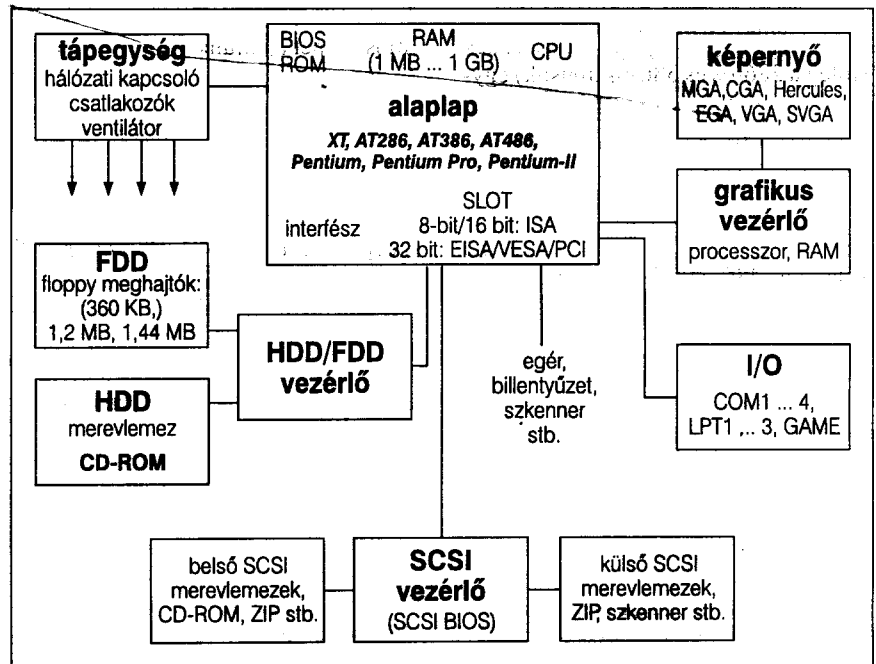 tápegység
hálózati kapcsoló
csatlakozók
ventilátor
BIOS
ROM
RAM
(1 MB ... 1 GB)
CPU
alaplap
XT, AT286, AT386, AT486,
Pentium, Pentium Pro, Pentium-II
SLOT
interfész
8-bit/16 bit: ISA
32 bit: EISA/VESA/PCI
képernyő
MGA,CGA, Hercules,
EGA, VGA, SVGA
grafikus
vezérlő
processzor, RAM
FDD
floppy meghajtók:
(360 KB,)
1,2 MB, 1,44 MB
HDD
merevlemez
CD-ROM
HDD/FDD
vezérlő
egér,
billentyűzet,
szkenner
stb.
I/O
COM1 ... 4,
LPT1 ... 3, GAME
belső SCSI
merevlemezek,
CD-ROM, ZIP stb.
SCSI
vezérlő
(SCSI BIOS)
külső SCSI
merevlemezek,
ZIP, szkenner stb.